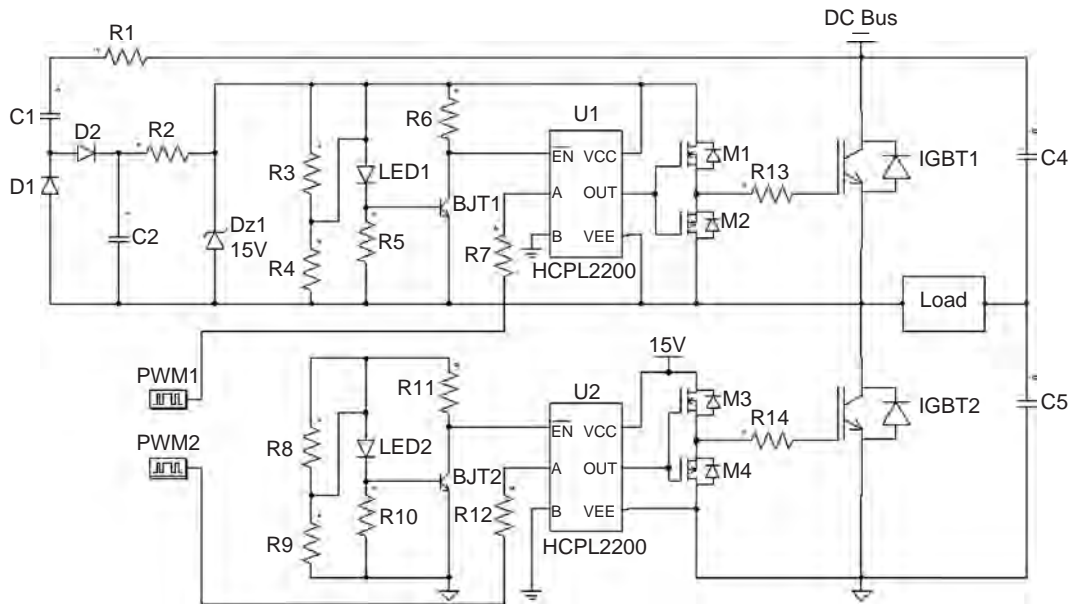 DC Bus
R1
C1
D2
R2
D1
C2
Dz1
15V
R3
R4
LED1
R5
R6
BJT1
R7
U1
EN
VCC
A
OUT
B
VEE
HCPL2200
M1
M2
R13
IGBT1
C4
Load
PWM1
PWM2
R8
R9
LED2
R10
R11
BJT2
R12
15V
U2
EN
VCC
A
OUT
B
VEE
HCPL2200
M3
M4
R14
IGBT2
C5